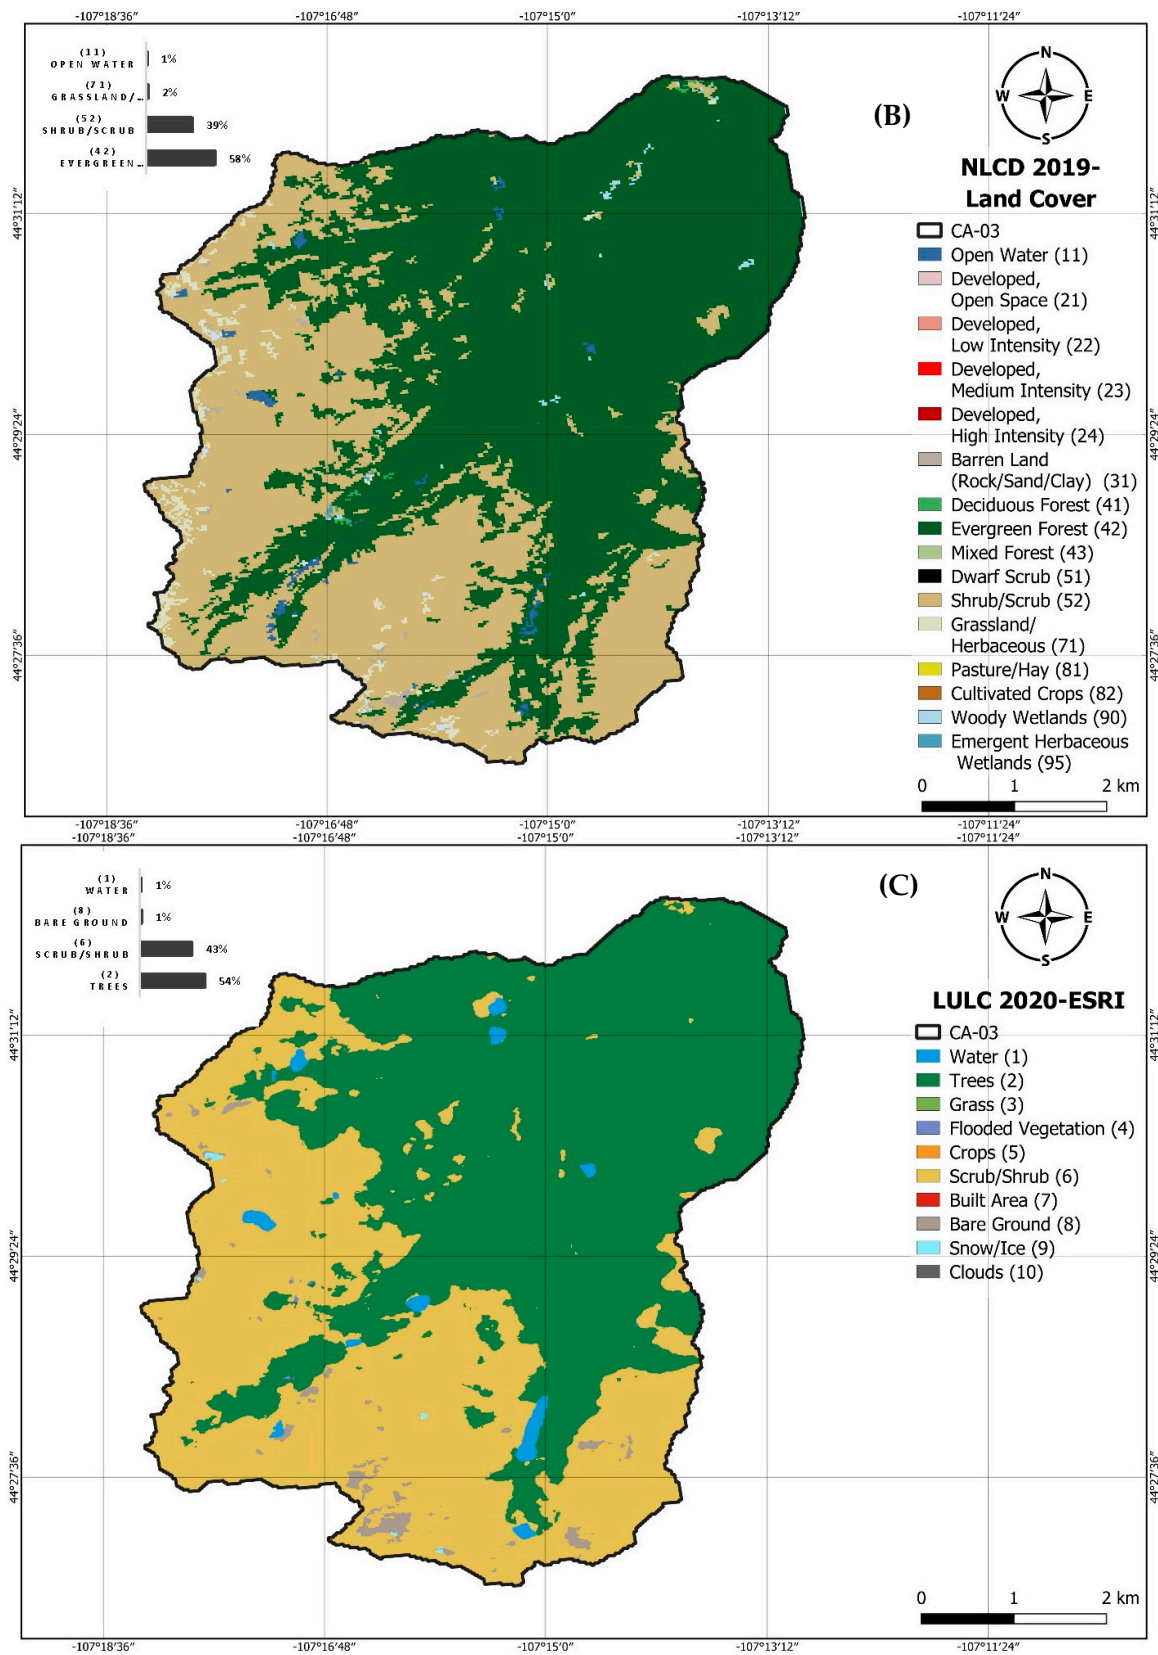 -107°18'36"
-107°16'48"
-107°15'0"
-107°13'12"
-107°11'24"
(11)
OPEN WATER
1%
(71)
GRASSLAND/...
2%
(52)
SHRUB/SCRUB
39%
(42)
EVERGREEN...
58%
(B)
N
W
E
S
NLCD 2019-
Land Cover
CA-03
Open Water (11)
Developed,
Open Space (21)
Developed,
Low Intensity (22)
Developed,
Medium Intensity (23)
Developed,
High Intensity (24)
Barren Land
(Rock/Sand/Clay) (31)
Deciduous Forest (41)
Evergreen Forest (42)
Mixed Forest (43)
Dwarf Scrub (51)
Shrub/Scrub (52)
Grassland/
Herbaceous (71)
Pasture/Hay (81)
Cultivated Crops (82)
Woody Wetlands (90)
Emergent Herbaceous
Wetlands (95)
0 1 2 km
44°31'12"
44°29'24"
44°27'36"
44°31'12"
44°29'24"
44°27'36"
-107°18'36"
-107°16'48"
-107°15'0"
-107°13'12"
-107°11'24"
-107°18'36"
-107°16'48"
-107°15'0"
-107°13'12"
-107°11'24"
(1)
WATER
1%
(8)
BARE GROUND
1%
(6)
SCRUB/SHRUB
43%
(2)
TREES
54%
(C)
N
W
E
S
LULC 2020-ESRI
CA-03
Water (1)
Trees (2)
Grass (3)
Flooded Vegetation (4)
Crops (5)
Scrub/Shrub (6)
Built Area (7)
Bare Ground (8)
Snow/Ice (9)
Clouds (10)
0 1 2 km
44°31'12"
44°29'24"
44°27'36"
44°31'12"
44°29'24"
44°27'36"
-107°18'36"
-107°16'48"
-107°15'0"
-107°13'12"
-107°11'24"